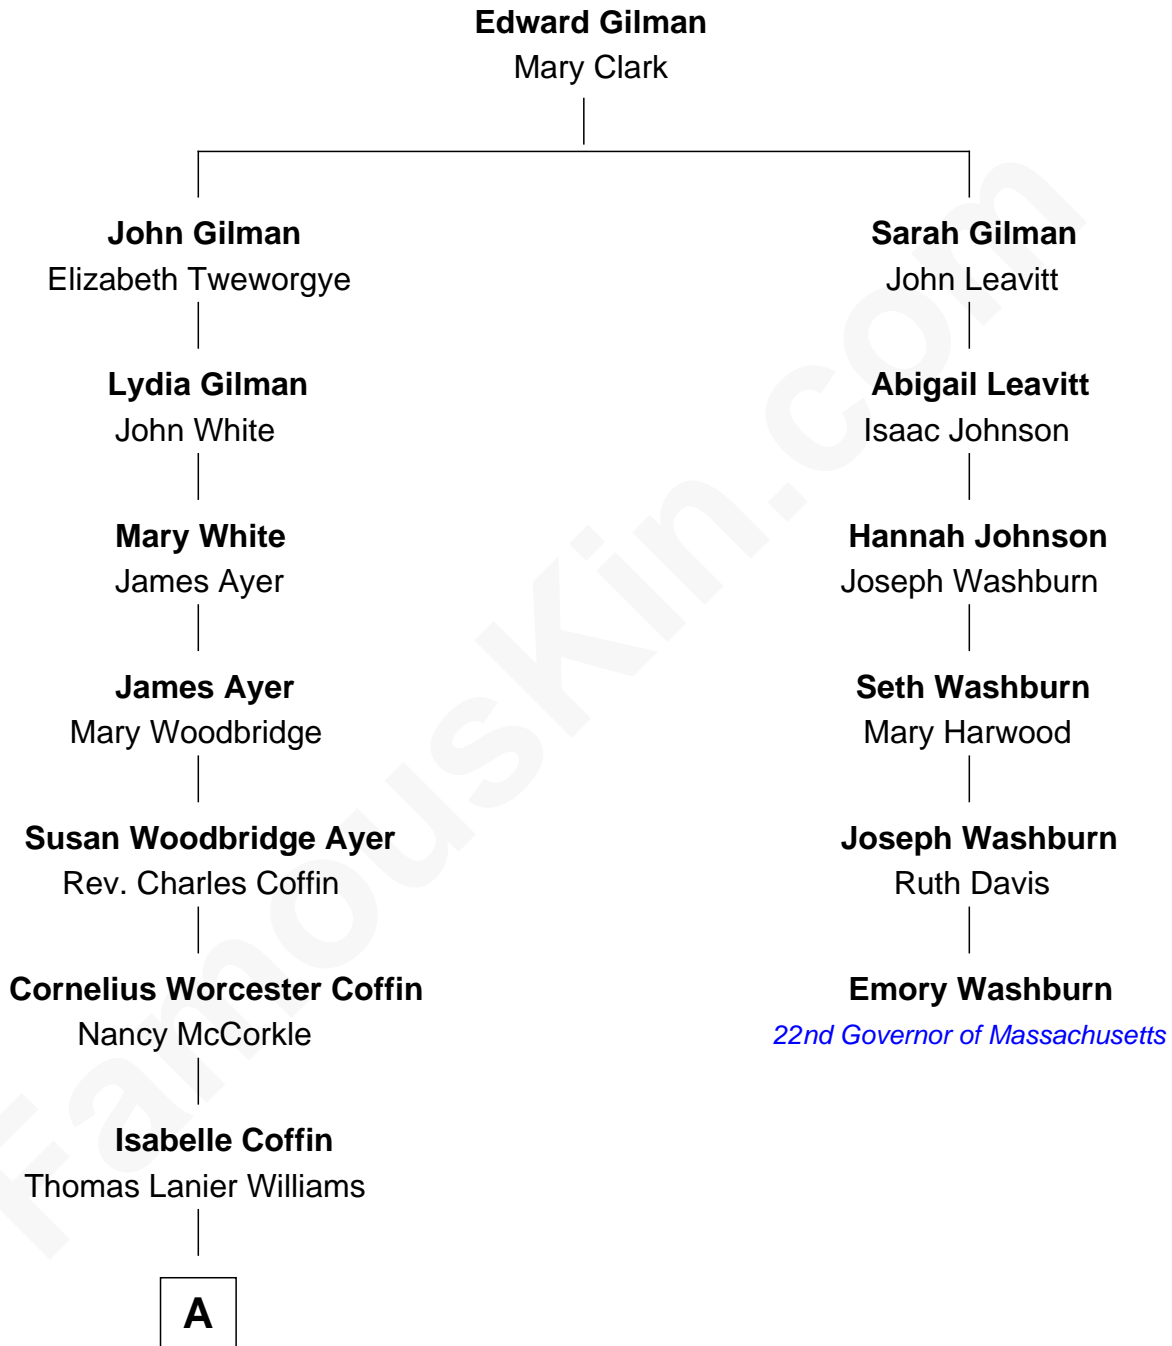 Edward Gilman
Mary Clark
John Gilman
Elizabeth Tweworgye
Lydia Gilman
John White
Mary White
James Ayer
James Ayer
Mary Woodbridge
Susan Woodbridge Ayer
Rev. Charles Coffin
Cornelius Worcester Coffin
Nancy McCorkle
Isabelle Coffin
Thomas Lanier Williams
A
Sarah Gilman
John Leavitt
Abigail Leavitt
Isaac Johnson
Hannah Johnson
Joseph Washburn
Seth Washburn
Mary Harwood
Joseph Washburn
Ruth Davis
Emory Washburn
22nd Governor of Massachusetts
FamousKin.com